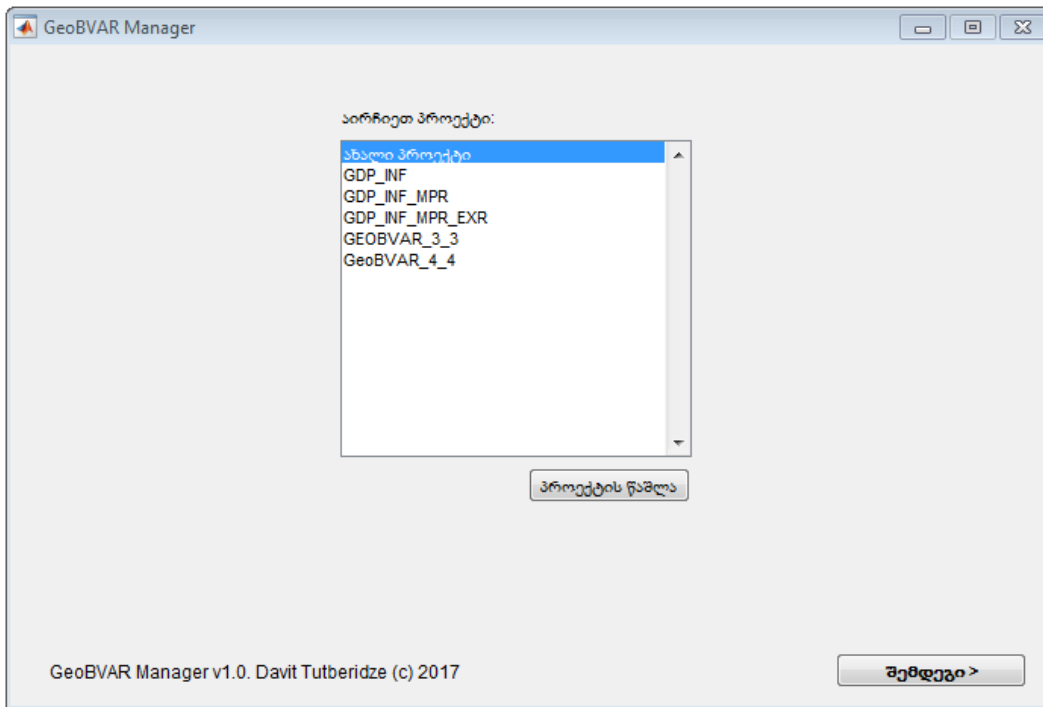 GeoBVAR Manager
აირჩიეთ პროექტი:
ახალი პროექტი
GDP_INF
GDP_INF_MPR
GDP_INF_MPR_EXR
GEOBVAR_3_3
GeoBVAR_4_4
პროექტის წაშლა
GeoBVAR Manager v1.0. Davit Tutberidze (c) 2017
შემდეგი >